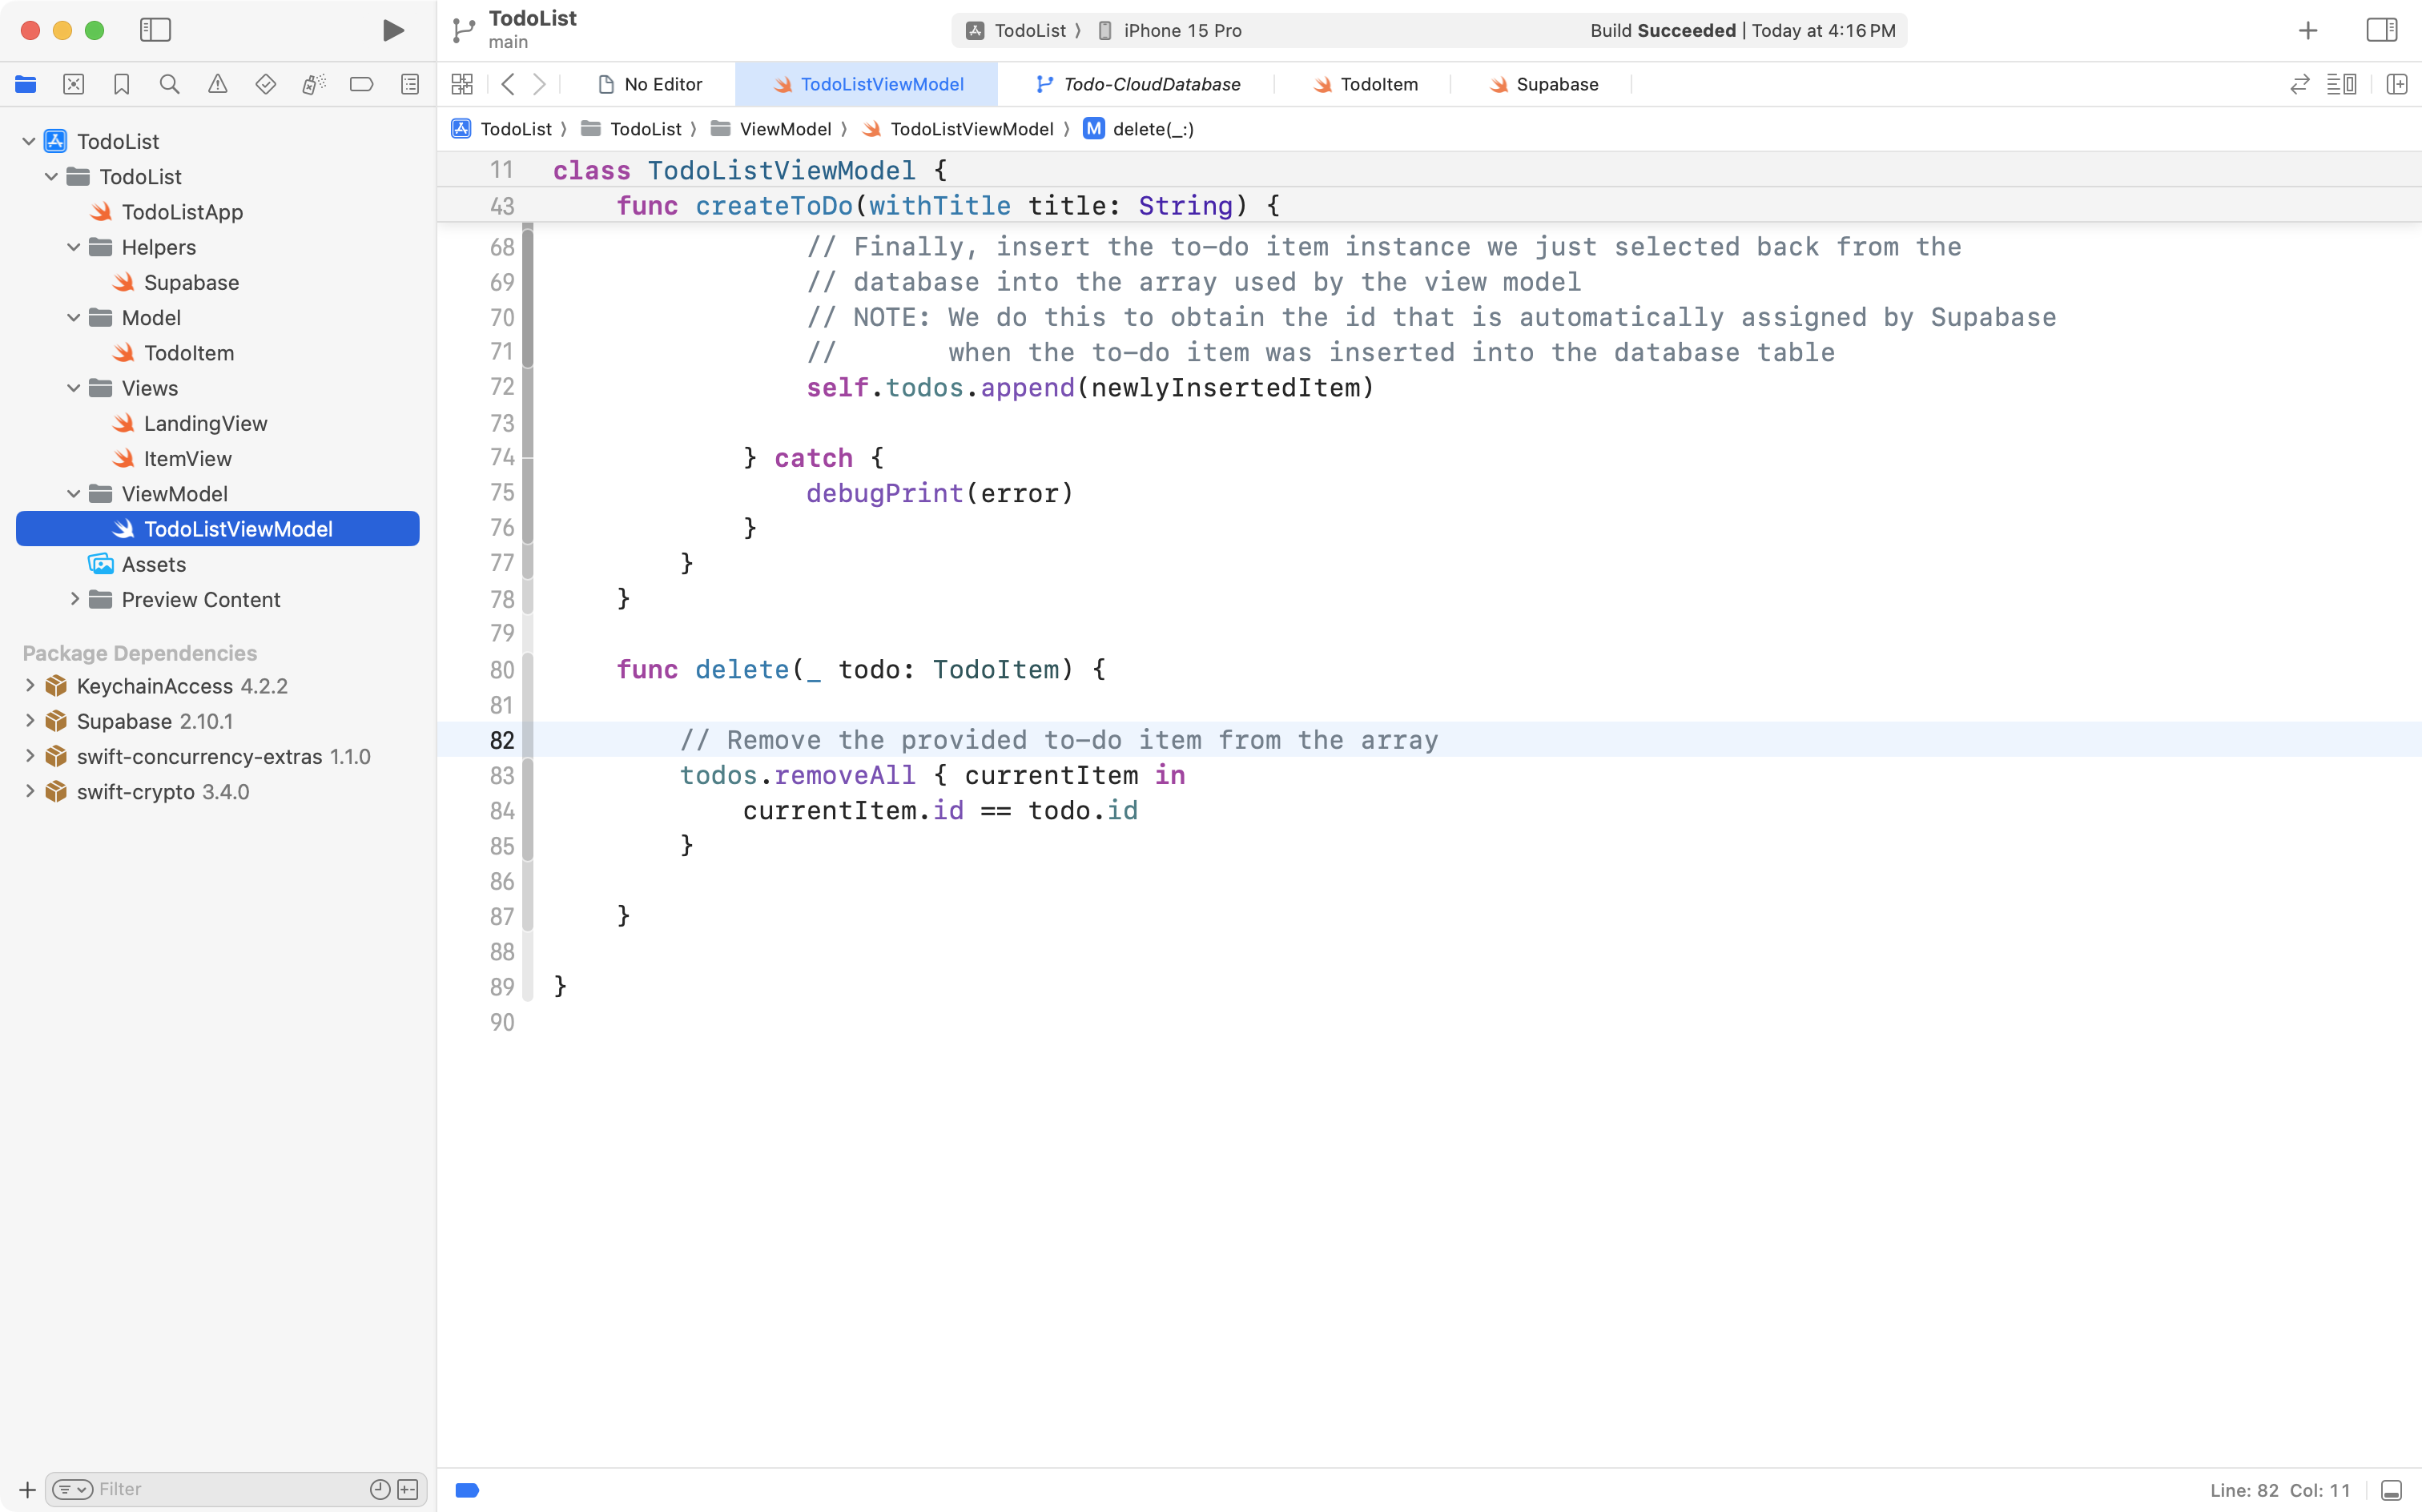 TodoList
main
TodoList ⟩ iPhone 15 Pro
Build Succeeded | Today at 4:16 PM
No Editor
TodoListViewModel
Todo-CloudDatabase
TodoItem
Supabase
TodoList ⟩ TodoList ⟩ ViewModel ⟩ TodoListViewModel ⟩ M delete(_:)
TodoList
TodoList
TodoListApp
Helpers
Supabase
Model
TodoItem
Views
LandingView
ItemView
ViewModel
TodoListViewModel
Assets
Preview Content
Package Dependencies
KeychainAccess 4.2.2
Supabase 2.10.1
swift-concurrency-extras 1.1.0
swift-crypto 3.4.0
Filter
11 class TodoListViewModel {
43     func createToDo(withTitle title: String) {
68                 // Finally, insert the to-do item instance we just selected back from the
69                 // database into the array used by the view model
70                 // NOTE: We do this to obtain the id that is automatically assigned by Supabase
71                 //       when the to-do item was inserted into the database table
72                 self.todos.append(newlyInsertedItem)
73
74             } catch {
75                 debugPrint(error)
76             }
77         }
78     }
79
80     func delete(_ todo: TodoItem) {
81
82         // Remove the provided to-do item from the array
83         todos.removeAll { currentItem in
84             currentItem.id == todo.id
85         }
86
87     }
88
89 }
90
Line: 82 Col: 11